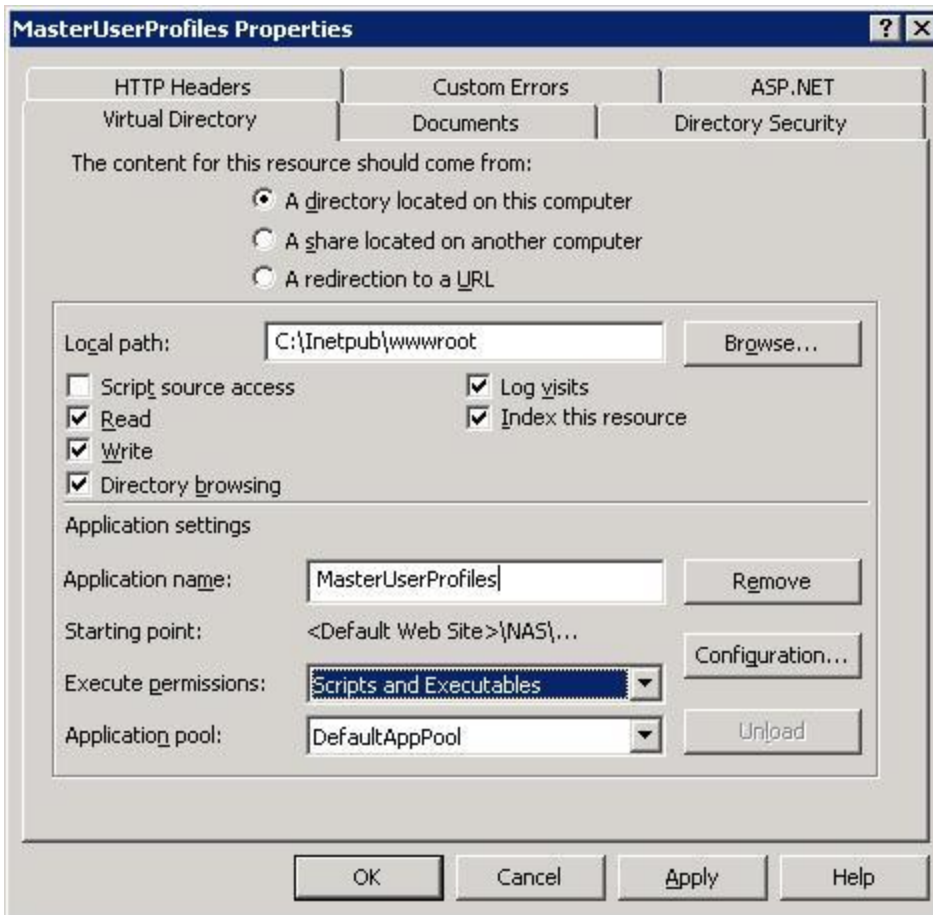 MasterUserProfiles Properties
HTTP Headers Custom Errors ASP.NET
Virtual Directory Documents Directory Security
The content for this resource should come from:
A directory located on this computer
A share located on another computer
A redirection to a URL
Local path: C:\Inetpub\wwwroot Browse...
Script source access Log visits
Read Index this resource
Write
Directory browsing
Application settings
Application name: MasterUserProfiles Remove
Starting point: <Default Web Site>\NAS\...
Configuration...
Execute permissions: Scripts and Executables
Application pool: DefaultAppPool Unload
OK Cancel Apply Help